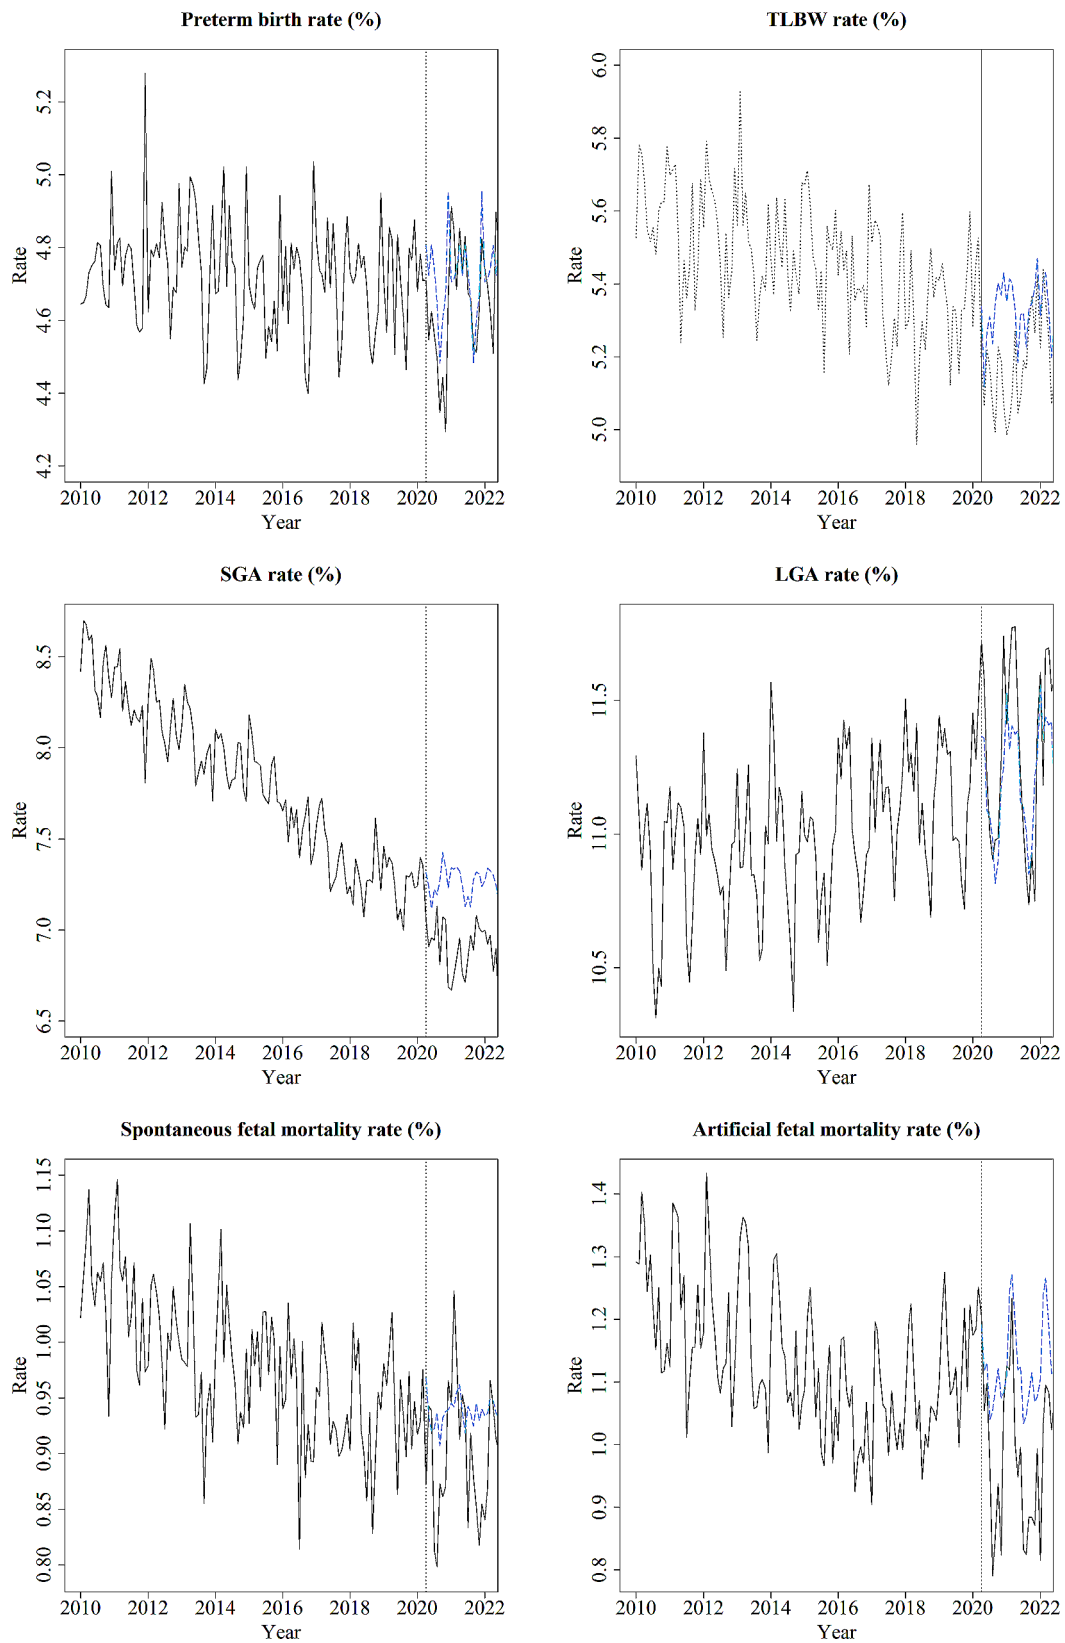 Preterm birth rate (%)
TLBW rate (%)
Rate
4.2 4.4 4.6 4.8 5.0 5.2
2010 2012 2014 2016 2018 2020 2022
Year
Rate
5.0 5.2 5.4 5.6 5.8 6.0
2010 2012 2014 2016 2018 2020 2022
Year
SGA rate (%)
LGA rate (%)
Rate
6.5 7.0 7.5 8.0 8.5
2010 2012 2014 2016 2018 2020 2022
Year
Rate
10.5 11.0 11.5
2010 2012 2014 2016 2018 2020 2022
Year
Spontaneous fetal mortality rate (%)
Artificial fetal mortality rate (%)
Rate
0.80 0.85 0.90 0.95 1.00 1.05 1.10 1.15
2010 2012 2014 2016 2018 2020 2022
Year
Rate
0.8 0.9 1.0 1.1 1.2 1.3 1.4
2010 2012 2014 2016 2018 2020 2022
Year